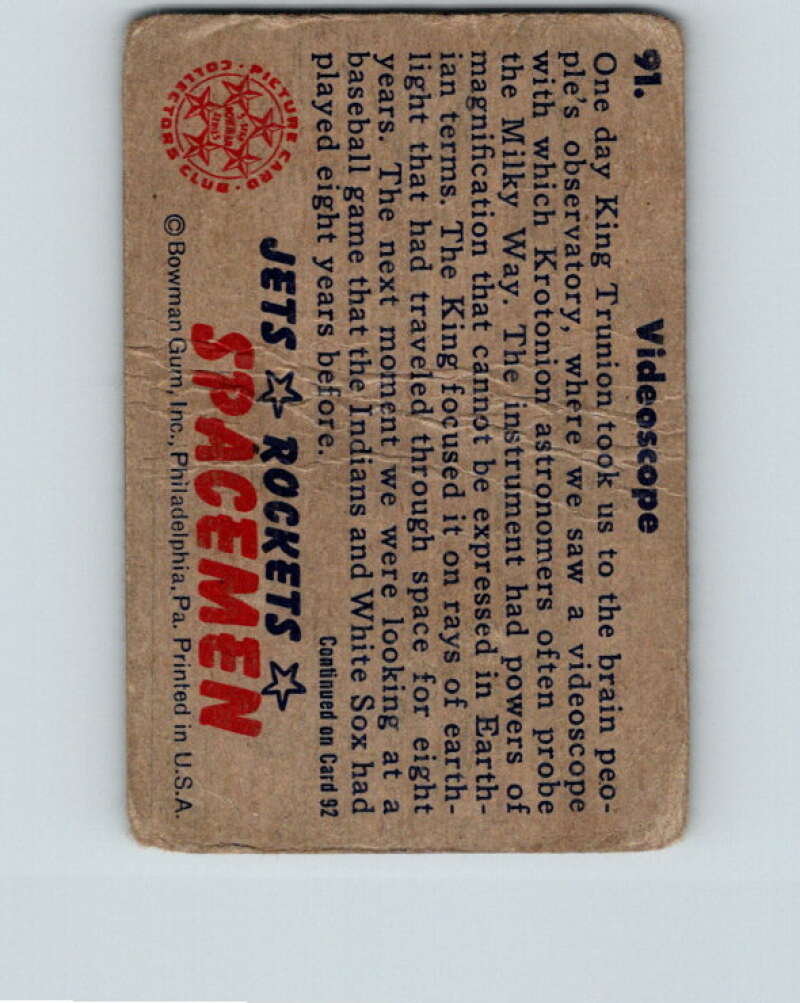 91.
Videoscope
One day King Trunion took us to the brain peo-
ple's observatory, where we saw a videoscope
with which Krotonion astronomers often probe
the Milky Way. The instrument had powers of
magnification that cannot be expressed in Earth-
ian terms. The King focused it on rays of earth-
light that had traveled through space for eight
years. The next moment we were looking at a
baseball game that the Indians and White Sox had
played eight years before.
Continued on Card 92
JETS ☆ ROCKETS ☆
SPACEMEN
© Bowman Gum, Inc., Philadelphia, Pa. Printed in U.S.A.
PICTURE CARD COLLECTORS CLUB
5 STAR
BOWMAN
SERIES